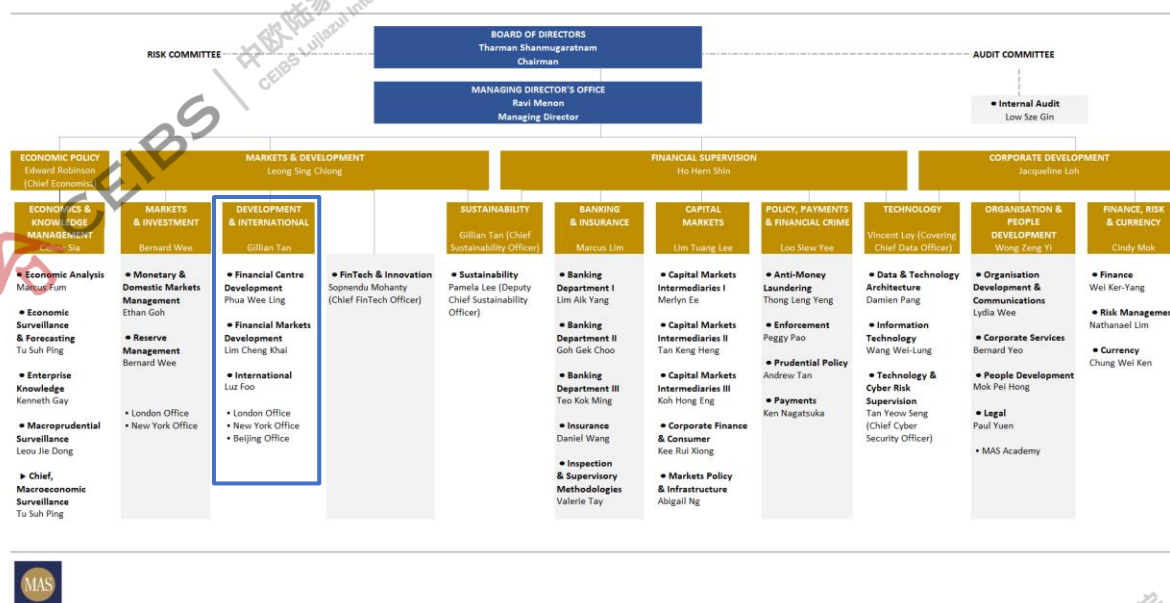 BOARD OF DIRECTORS
Tharman Shanmugaratnam
Chairman
RISK COMMITTEE
AUDIT COMMITTEE
MANAGING DIRECTOR'S OFFICE
Ravi Menon
Managing Director
• Internal Audit
Low Sze Gin
ECONOMIC POLICY
Edward Robinson
(Chief Economist)
MARKETS & DEVELOPMENT
Leong Sing Chiong
FINANCIAL SUPERVISION
Ho Hern Shin
CORPORATE DEVELOPMENT
Jacqueline Loh
ECONOMICS &
KNOWLEDGE
MANAGEMENT
Celine Sia
• Economic Analysis
Marcus Fum
• Economic
Surveillance
& Forecasting
Tu Suh Ping
• Enterprise
Knowledge
Kenneth Gay
• Macroprudential
Surveillance
Leou Jie Dong
► Chief,
Macroeconomic
Surveillance
Tu Suh Ping
MARKETS
& INVESTMENT
Bernard Wee
• Monetary &
Domestic Markets
Management
Ethan Goh
• Reserve
Management
Bernard Wee
• London Office
• New York Office
DEVELOPMENT
& INTERNATIONAL
Gillian Tan
• Financial Centre
Development
Phua Wee Ling
• Financial Markets
Development
Lim Cheng Khai
• International
Luz Foo
• London Office
• New York Office
• Beijing Office
• FinTech & Innovation
Sopnendu Mohanty
(Chief FinTech Officer)
SUSTAINABILITY
Gillian Tan (Chief
Sustainability Officer)
• Sustainability
Pamela Lee (Deputy
Chief Sustainability
Officer)
BANKING
& INSURANCE
Marcus Lim
• Banking
Department I
Lim Aik Yang
• Banking
Department II
Goh Gek Choo
• Banking
Department III
Teo Kok Ming
• Insurance
Daniel Wang
• Inspection
& Supervisory
Methodologies
Valerie Tay
CAPITAL
MARKETS
Lim Tuang Lee
• Capital Markets
Intermediaries I
Merlyn Ee
• Capital Markets
Intermediaries II
Tan Keng Heng
• Capital Markets
Intermediaries III
Koh Hong Eng
• Corporate Finance
& Consumer
Kee Rui Xiong
• Markets Policy
& Infrastructure
Abigail Ng
POLICY, PAYMENTS
& FINANCIAL CRIME
Loo Siew Yee
• Anti-Money
Laundering
Thong Leng Yeng
• Enforcement
Peggy Pao
• Prudential Policy
Andrew Tan
• Payments
Ken Nagatsuka
TECHNOLOGY
Vincent Loy (Covering
Chief Data Officer)
• Data & Technology
Architecture
Damien Pang
• Information
Technology
Wang Wei-Lung
• Technology &
Cyber Risk
Supervision
Tan Yeow Seng
(Chief Cyber
Security Officer)
ORGANISATION &
PEOPLE
DEVELOPMENT
Wong Zeng Yi
• Organisation
Development &
Communications
Lydia Wee
• Corporate Services
Bernard Yeo
• People Development
Mok Pei Hong
• Legal
Paul Yuen
• MAS Academy
FINANCE, RISK
& CURRENCY
Cindy Mok
• Finance
Wei Ker-Yang
• Risk Managemen
Nathanael Lim
• Currency
Chung Wei Ken
MAS
CEIBS
中欧陆家
CEIBS Lujiazui